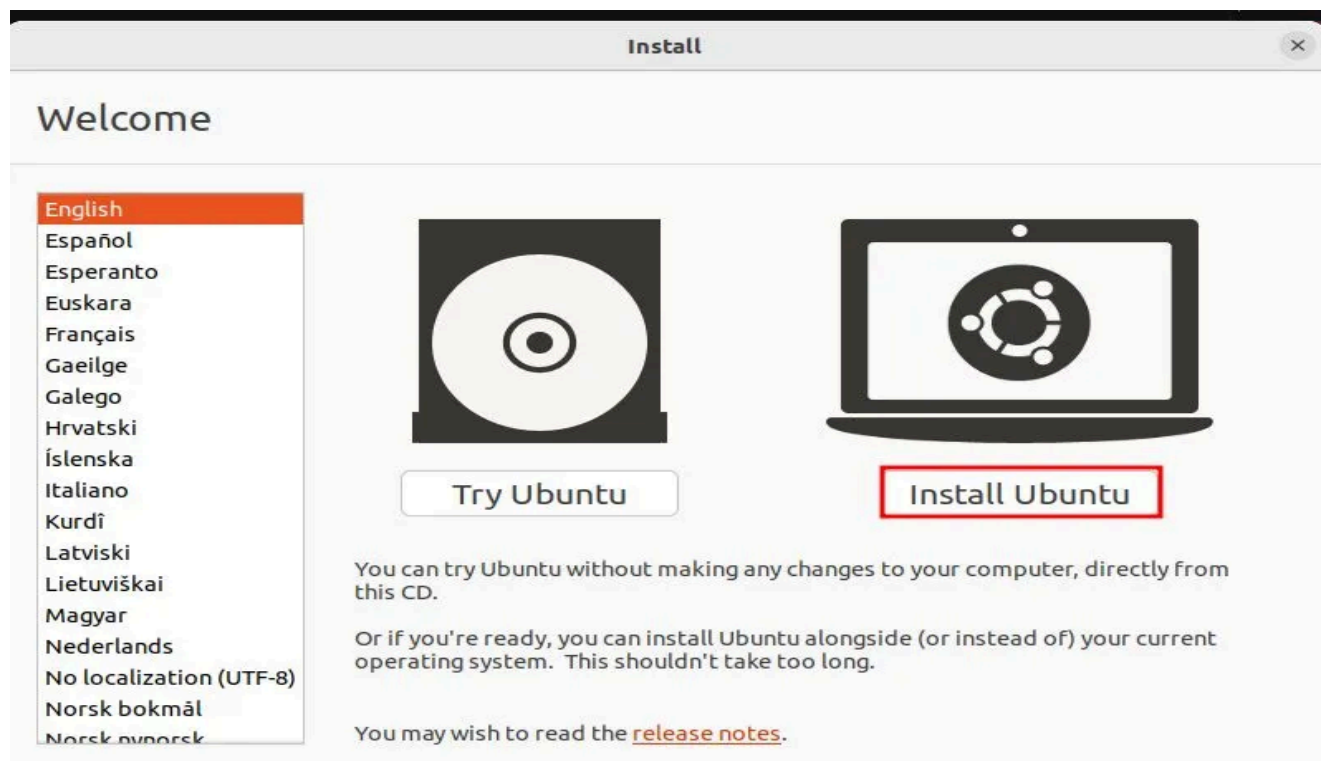 Install
Welcome
English
Español
Esperanto
Euskara
Français
Gaeilge
Galego
Hrvatski
Íslenska
Italiano
Kurdî
Latviski
Lietuviškai
Magyar
Nederlands
No localization (UTF-8)
Norsk bokmål
Norsk nynorsk
Try Ubuntu
Install Ubuntu
You can try Ubuntu without making any changes to your computer, directly from
this CD.
Or if you're ready, you can install Ubuntu alongside (or instead of) your current
operating system. This shouldn't take too long.
You may wish to read the release notes.